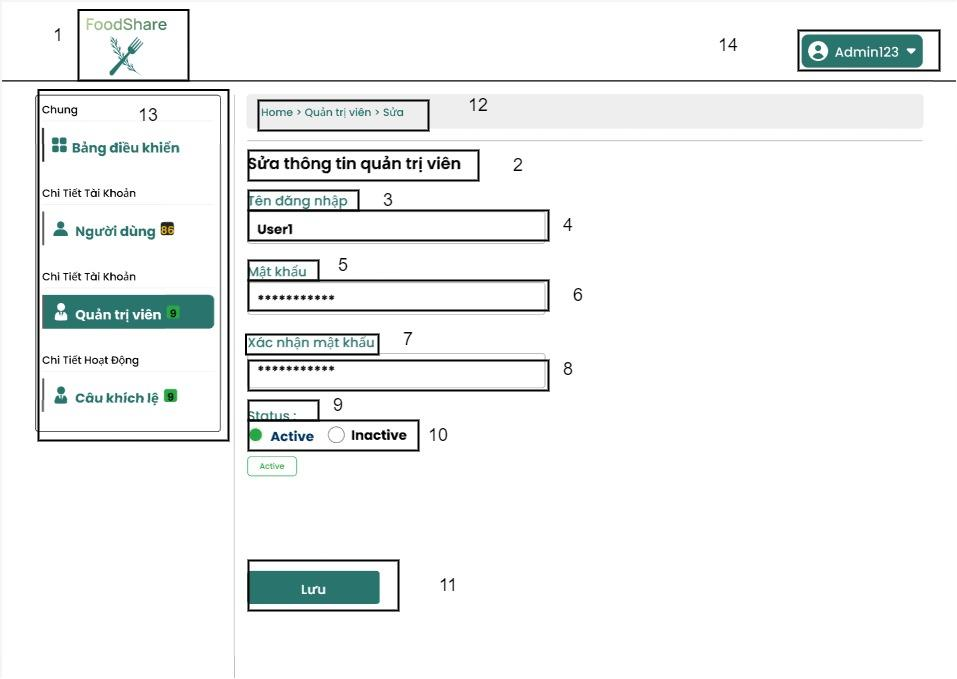 1
FoodShare
14
Admin123
Chung
13
Bảng điều khiển
Chi Tiết Tài Khoản
Người dùng 86
Chi Tiết Tài Khoản
Quản trị viên 9
Chi Tiết Hoạt Động
Câu khích lệ 9
Home > Quản trị viên > Sửa
12
Sửa thông tin quản trị viên
2
Tên đăng nhập
3
User1
4
Mật khẩu
5
***********
6
Xác nhận mật khẩu
7
***********
8
Status :
9
Active Inactive
10
Active
Lưu
11